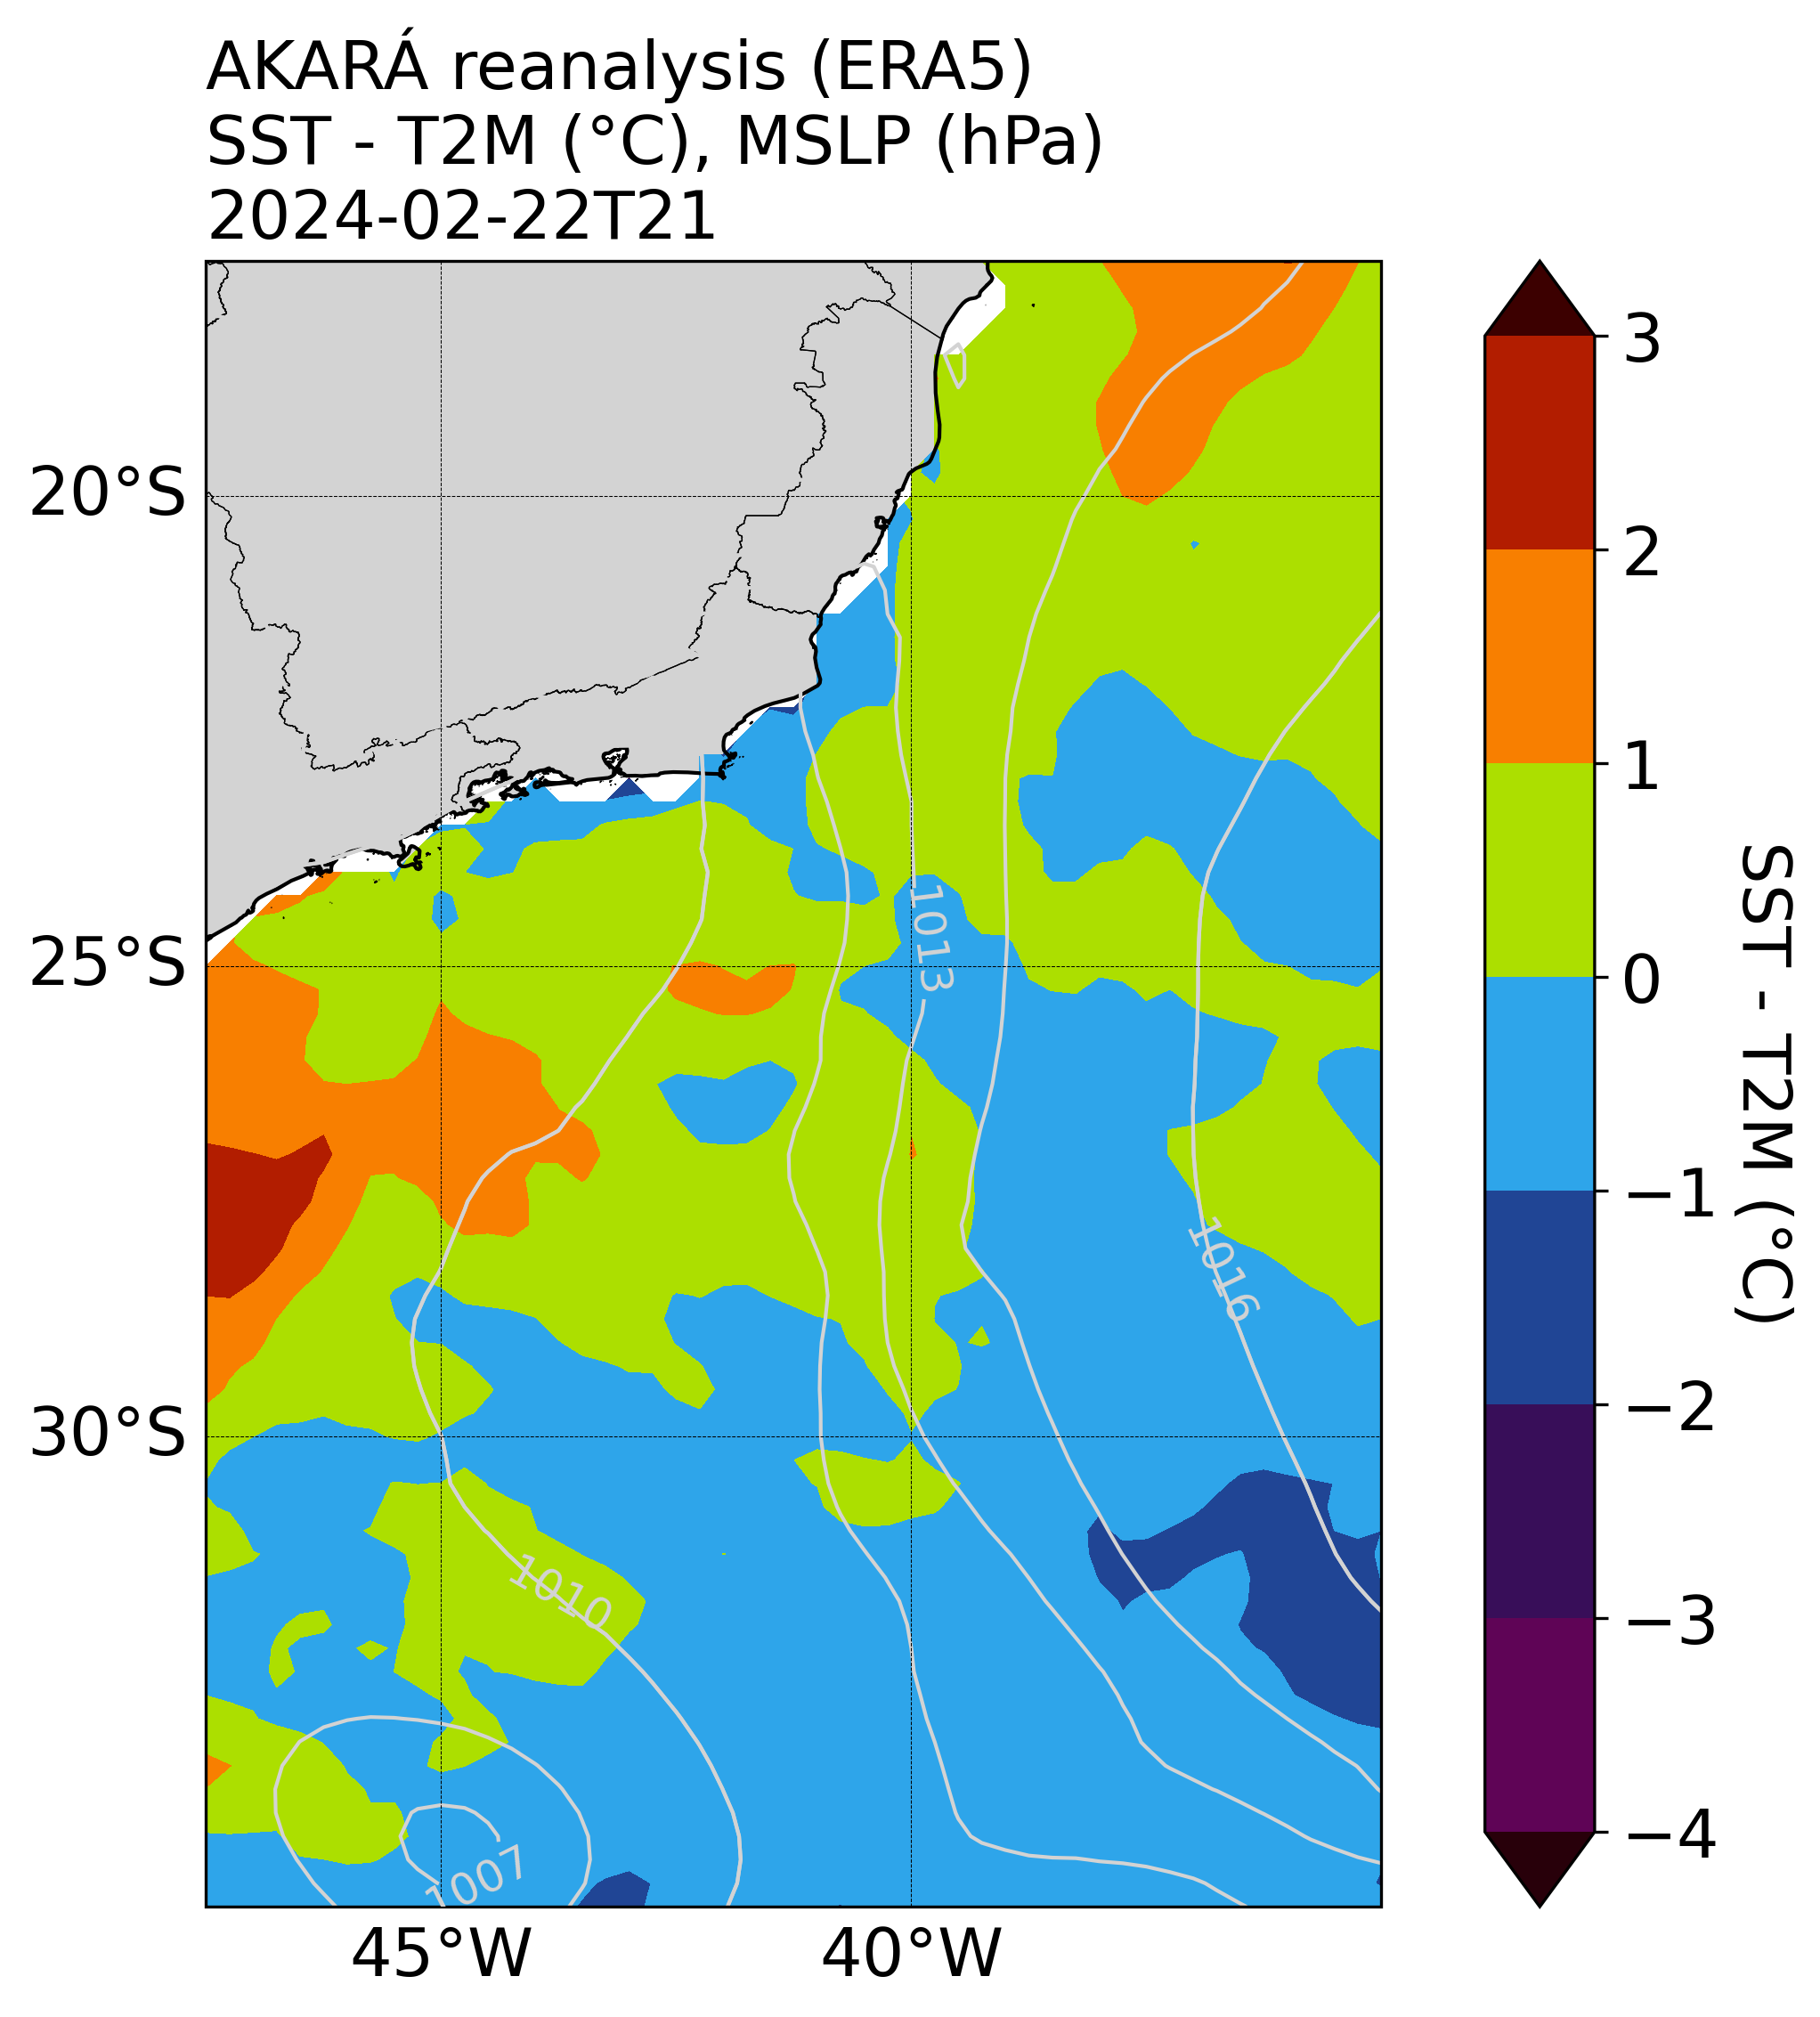 AKARÁ reanalysis (ERA5)
SST - T2M (°C), MSLP (hPa)
2024-02-22T21
20°S
25°S
30°S
45°W
40°W
1013
1016
1010
1007
3
2
1
0
−1
−2
−3
−4
SST - T2M (°C)